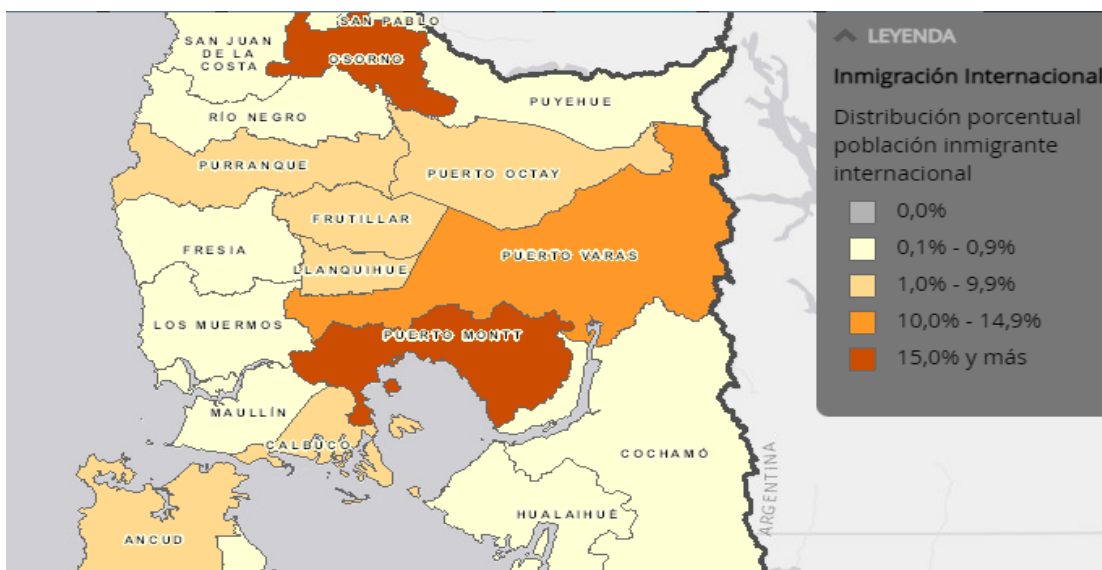 SAN PABLO
SAN JUAN
DE LA
COSTA
OSORNO
PUYEHUE
RÍO NEGRO
PURRANQUE
PUERTO OCTAY
FRUTILLAR
FRESIA
PUERTO VARAS
LLANQUIHUE
LOS MUERMOS
PUERTO MONTT
MAULLÍN
CALBUCO
COCHAMÓ
HUALAIHUÉ
ANCUD
ARGENTINA
LEYENDA
Inmigración Internacional
Distribución porcentual
población inmigrante
internacional
0,0%
0,1% - 0,9%
1,0% - 9,9%
10,0% - 14,9%
15,0% y más